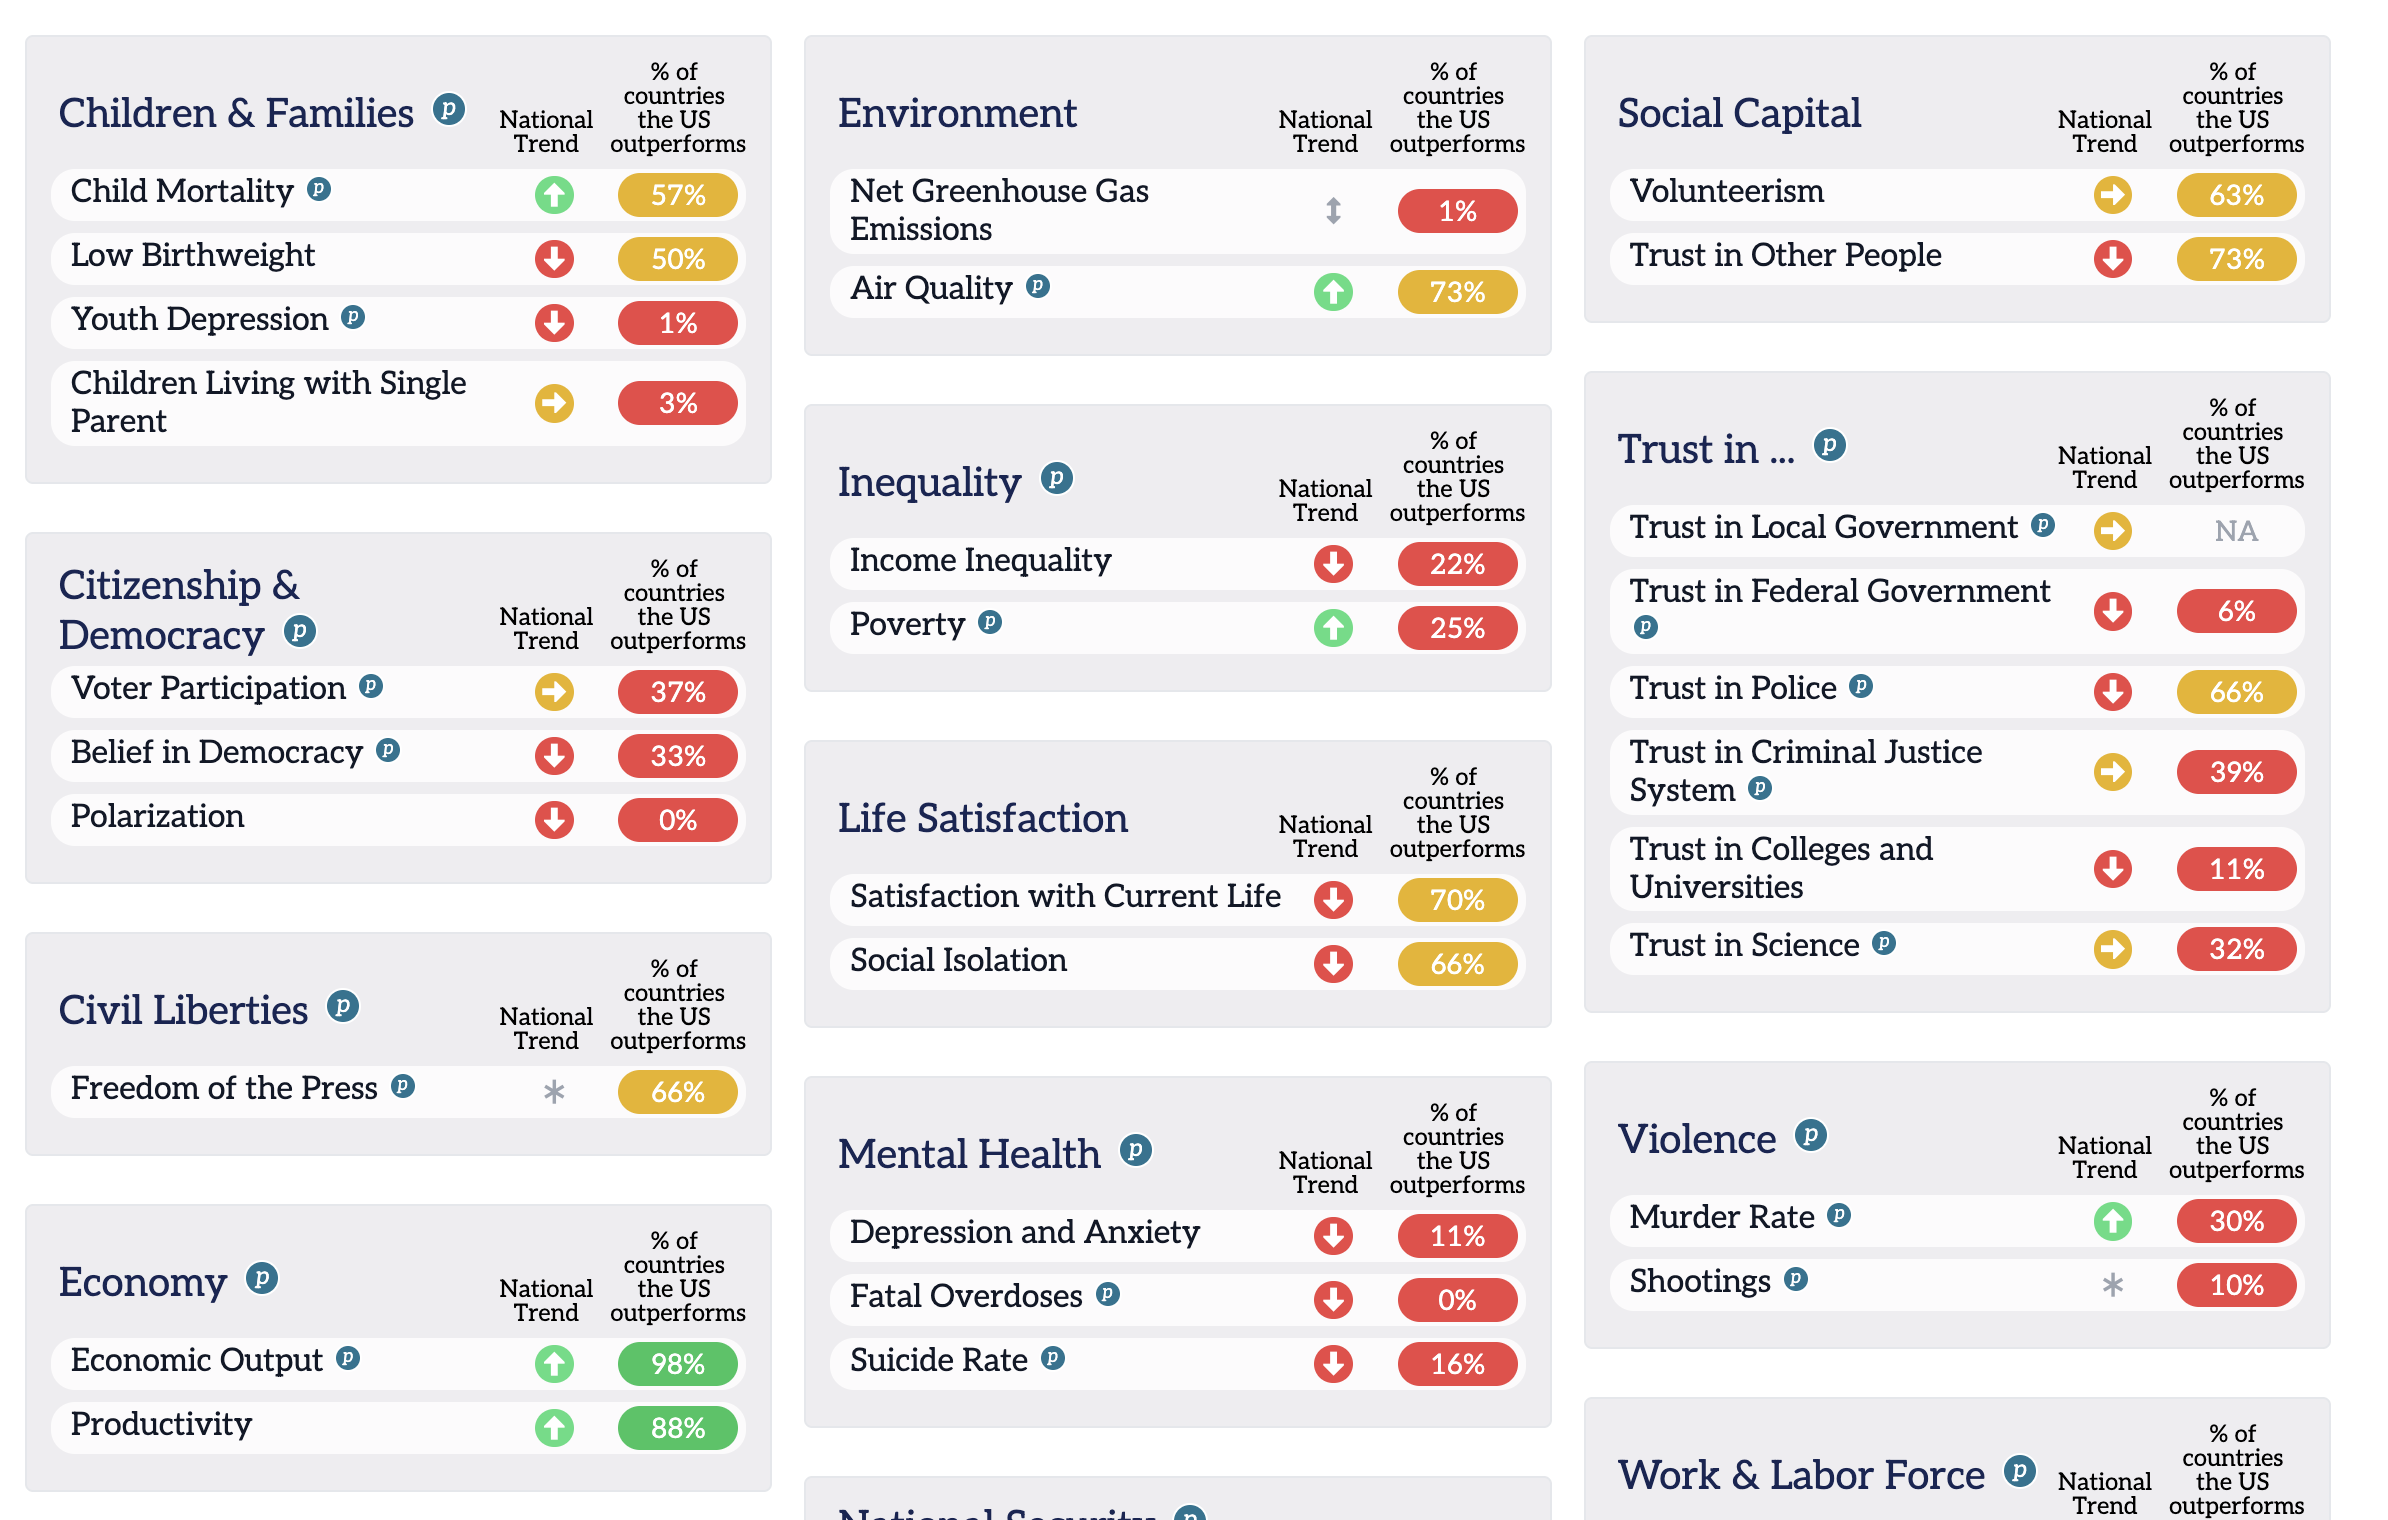 Children & Families p
National Trend
% of countries the US outperforms
Child Mortality p 57%
Low Birthweight 50%
Youth Depression p 1%
Children Living with Single
Parent 3%
Citizenship &
Democracy p
National Trend
% of countries the US outperforms
Voter Participation p 37%
Belief in Democracy p 33%
Polarization 0%
Civil Liberties p
National Trend
% of countries the US outperforms
Freedom of the Press p * 66%
Economy p
National Trend
% of countries the US outperforms
Economic Output p 98%
Productivity 88%
Environment
National Trend
% of countries the US outperforms
Net Greenhouse Gas
Emissions 1%
Air Quality p 73%
Inequality p
National Trend
% of countries the US outperforms
Income Inequality 22%
Poverty p 25%
Life Satisfaction
National Trend
% of countries the US outperforms
Satisfaction with Current Life 70%
Social Isolation 66%
Mental Health p
National Trend
% of countries the US outperforms
Depression and Anxiety 11%
Fatal Overdoses p 0%
Suicide Rate p 16%
National Security p
Social Capital
National Trend
% of countries the US outperforms
Volunteerism 63%
Trust in Other People 73%
Trust in ... p
National Trend
% of countries the US outperforms
Trust in Local Government p NA
Trust in Federal Government
p 6%
Trust in Police p 66%
Trust in Criminal Justice
System p 39%
Trust in Colleges and
Universities 11%
Trust in Science p 32%
Violence p
National Trend
% of countries the US outperforms
Murder Rate p 30%
Shootings p * 10%
Work & Labor Force p
National Trend
% of countries the US outperforms